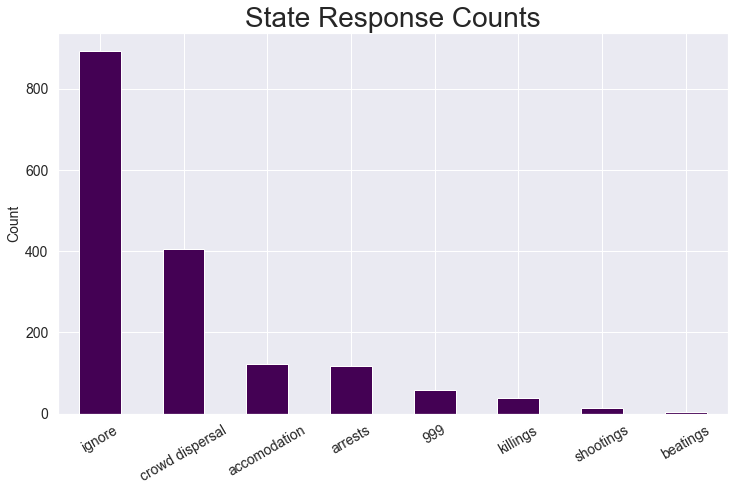 State Response Counts
Count
800
600
400
200
0
ignore
crowd dispersal
accomodation
arrests
999
killings
shootings
beatings